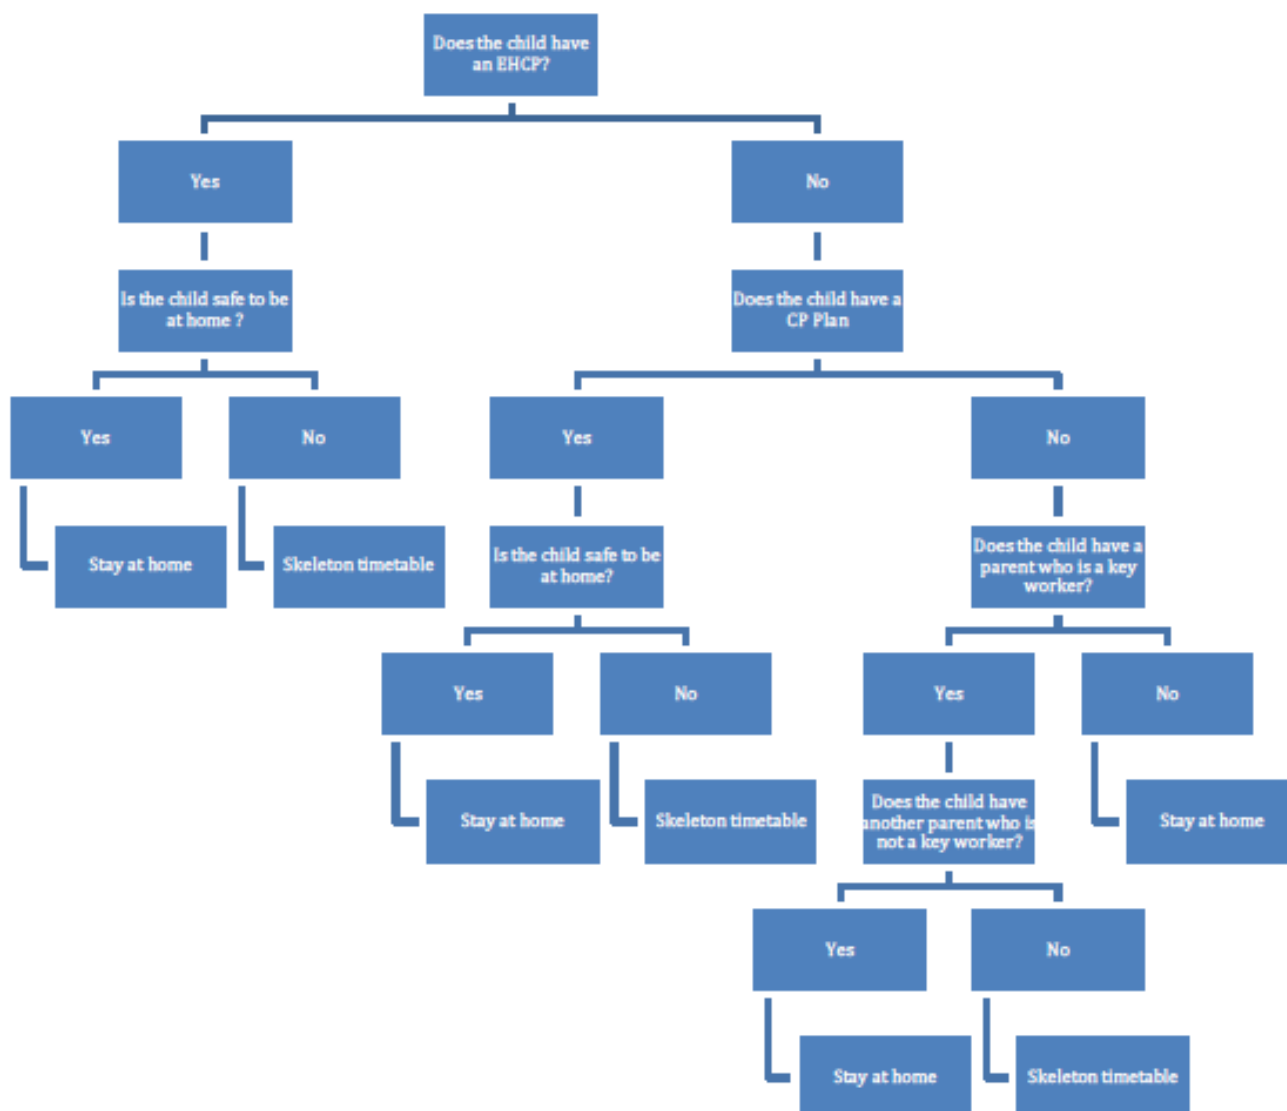 Does the child have
an EHCP?
Yes
No
Is the child safe to be
at home ?
Does the child have a
CP Plan
Yes
No
Yes
No
Stay at home
Skeleton timetable
Is the child safe to be
at home?
Does the child have a
parent who is a key
worker?
Yes
No
Yes
No
Stay at home
Skeleton timetable
Does the child have
another parent who is
not a key worker?
Stay at home
Yes
No
Stay at home
Skeleton timetable